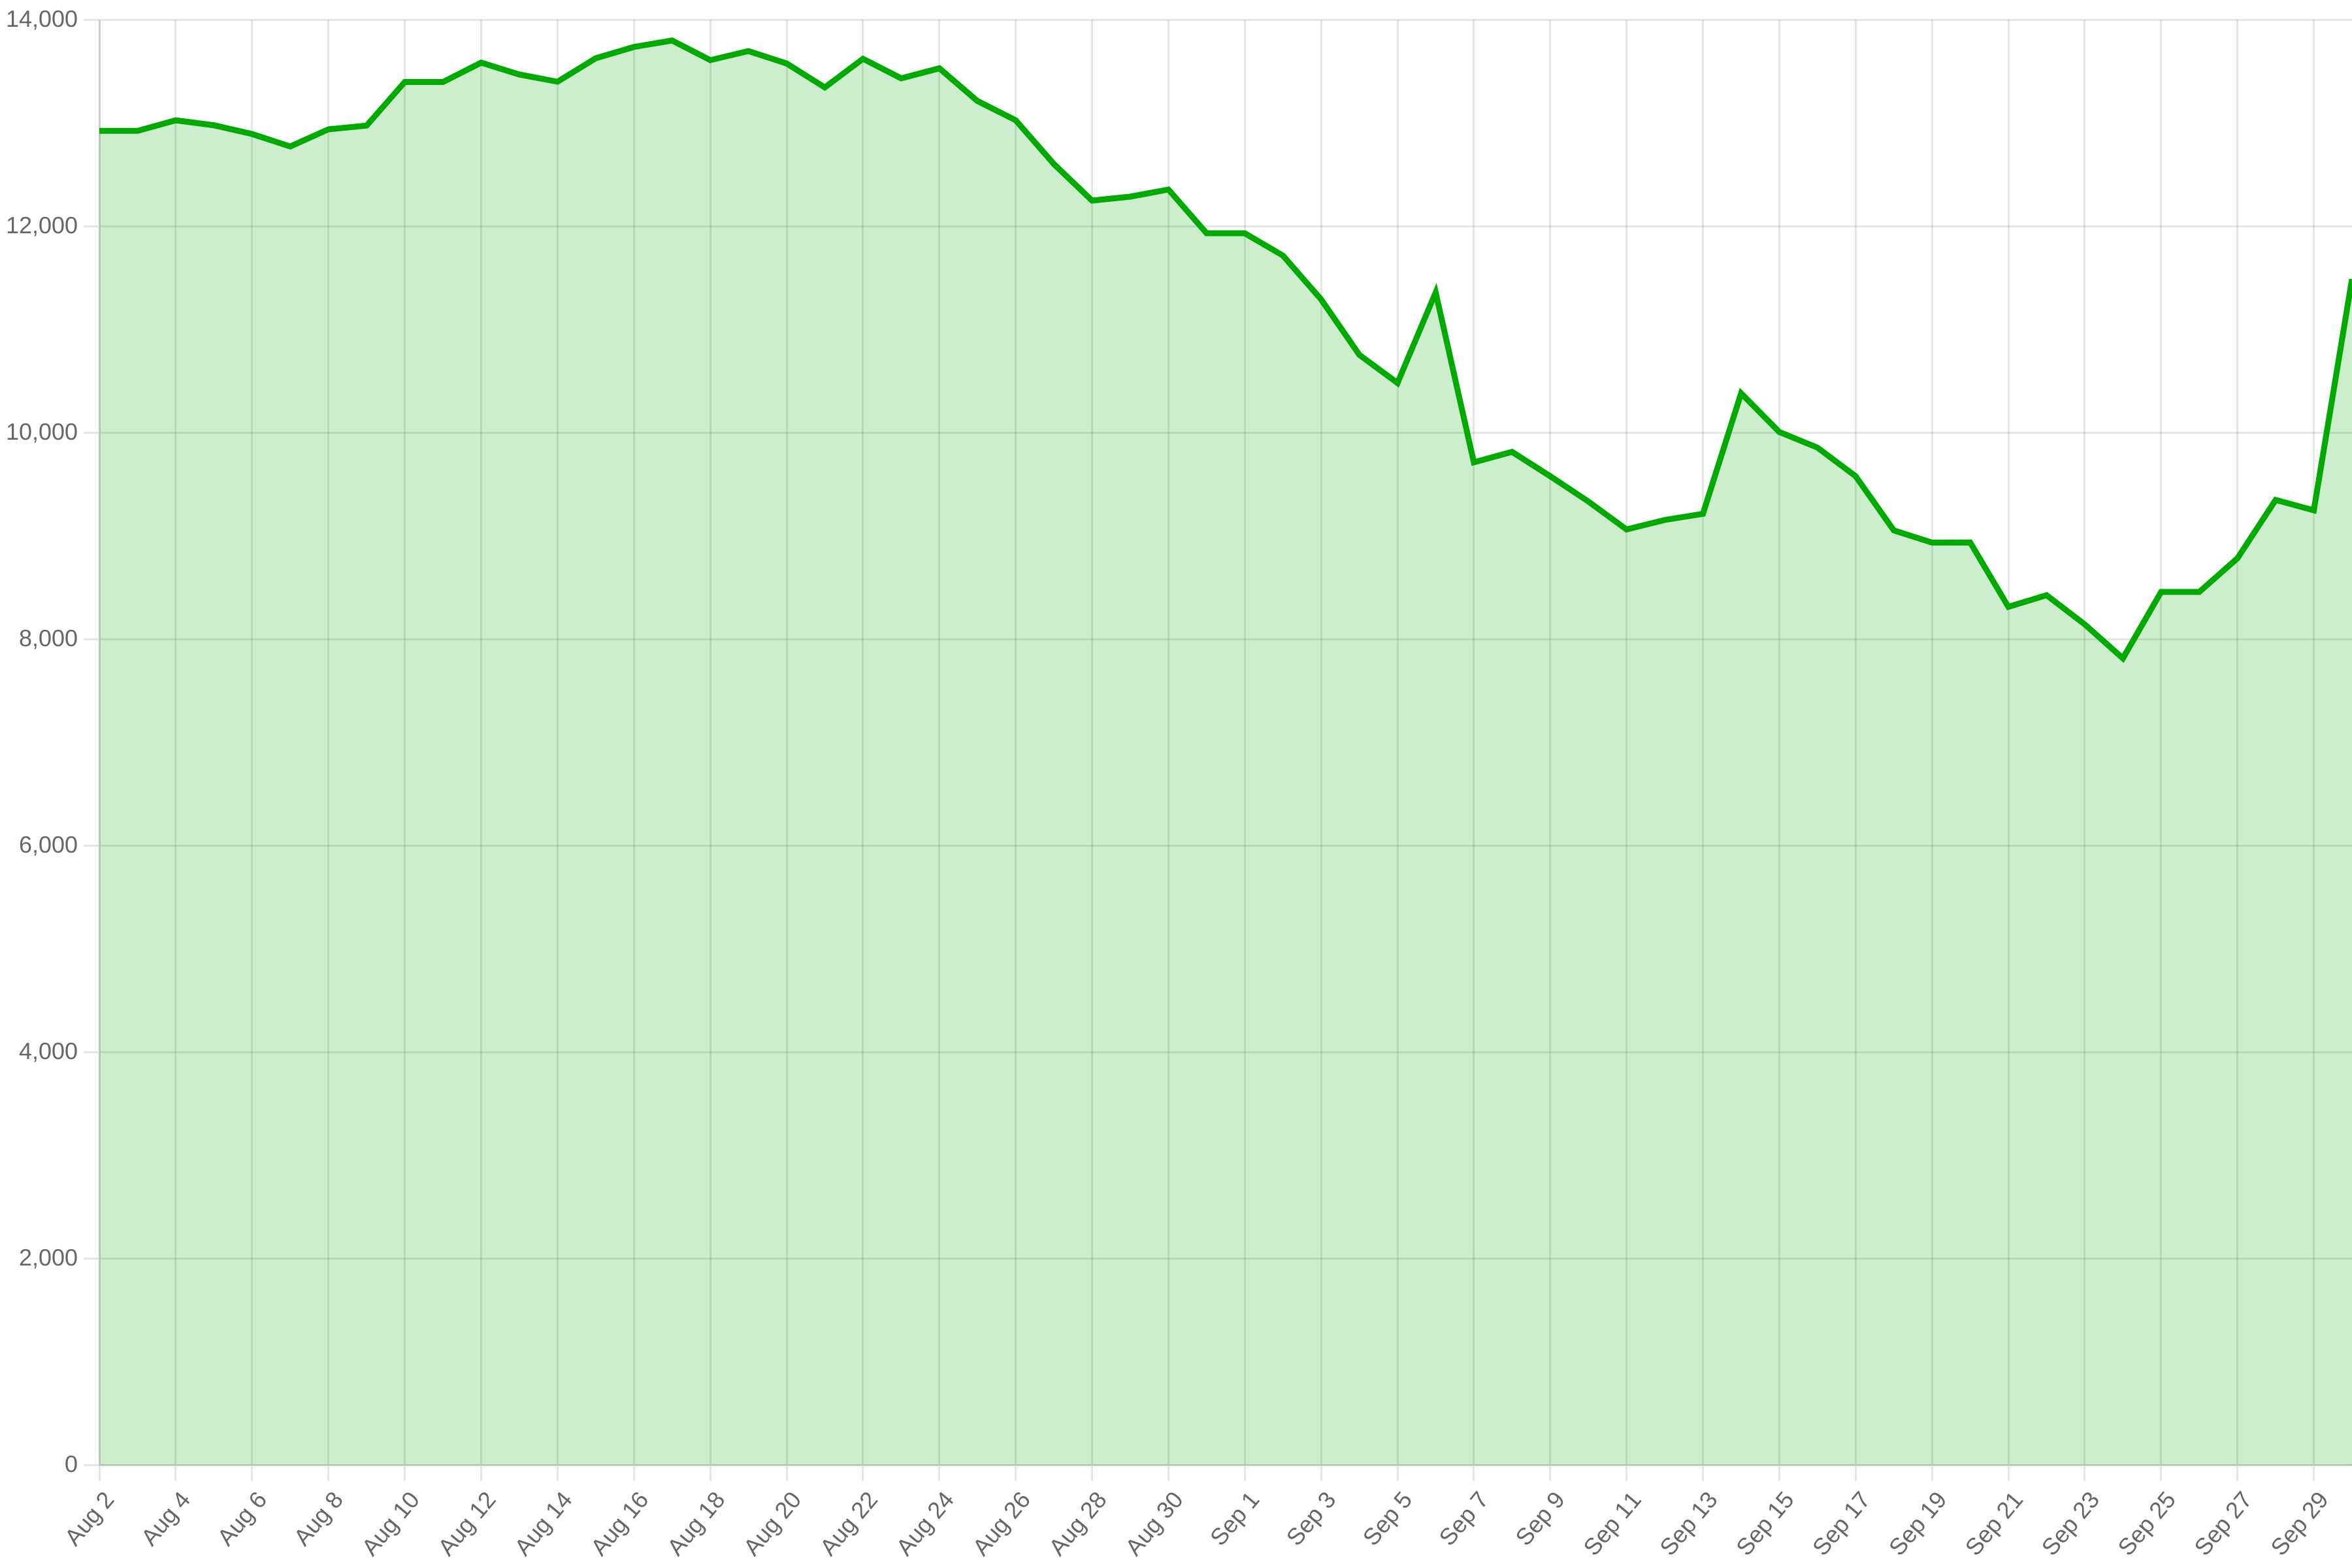 14,000
12,000
10,000
8,000
6,000
4,000
2,000
0
Aug 2
Aug 4
Aug 6
Aug 8
Aug 10
Aug 12
Aug 14
Aug 16
Aug 18
Aug 20
Aug 22
Aug 24
Aug 26
Aug 28
Aug 30
Sep 1
Sep 3
Sep 5
Sep 7
Sep 9
Sep 11
Sep 13
Sep 15
Sep 17
Sep 19
Sep 21
Sep 23
Sep 25
Sep 27
Sep 29